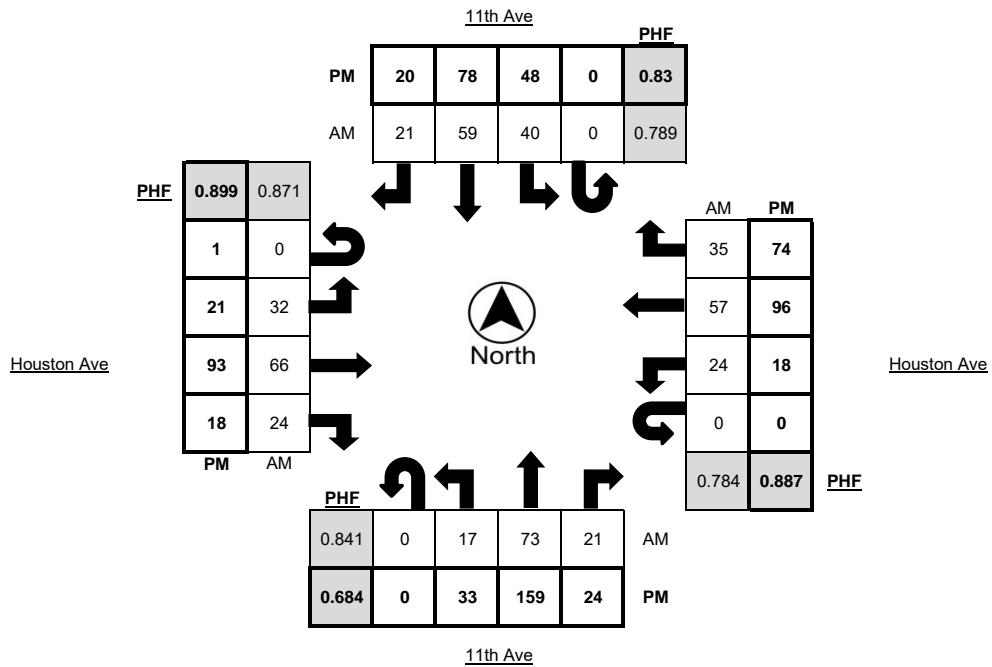 11th Ave
PHF
PM 20 78 48 0 0.83
AM 21 59 40 0 0.789
PHF 0.899 0.871
1 0
21 32
93 66
18 24
PM AM
Houston Ave
North
AM PM
35 74
57 96
24 18
0 0
0.784 0.887 PHF
Houston Ave
PHF
0.841 0 17 73 21 AM
0.684 0 33 159 24 PM
11th Ave